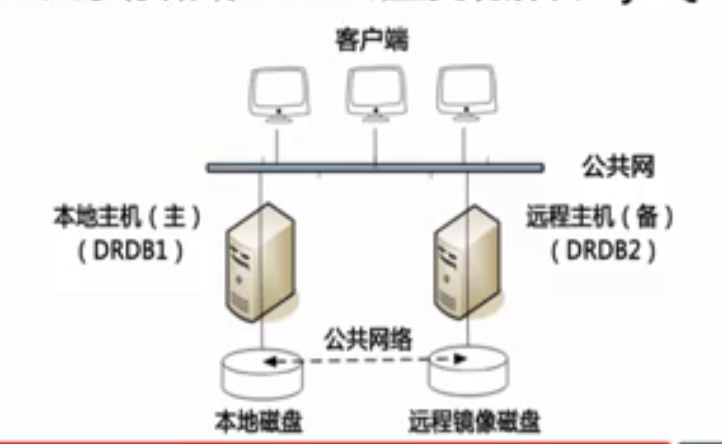 客户端
公共网
本地主机（主）
（DRDB1）
远程主机（备）
（DRDB2）
公共网络
本地磁盘
远程镜像磁盘